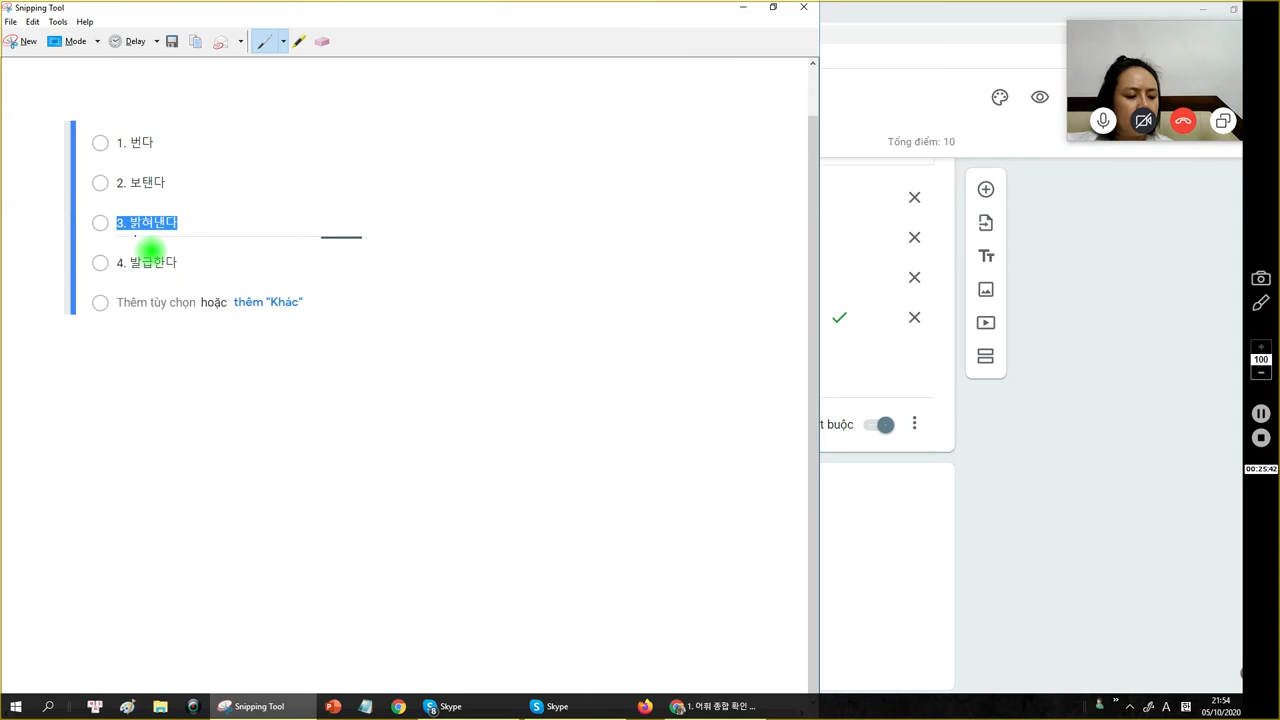 Snipping Tool
File Edit Tools Help
New Mode Delay
1. 번다
2. 보탠다
3. 밝혀낸다
4. 발급한다
Thêm tùy chọn hoặc thêm "Khác"
Tổng điểm: 10
t buộc
100
00:25:42
Snipping Tool
Skype
Skype
1. 어휘 종합 확인 ...
A
21:54
05/10/2020